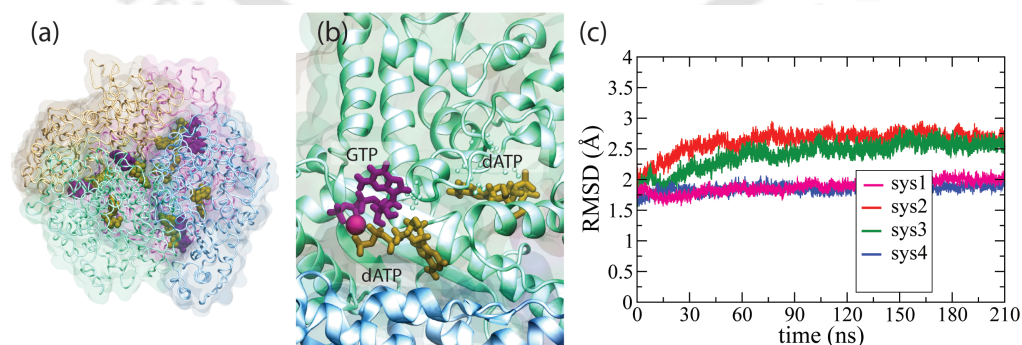 (a)
(b)
(c)
GTP
dATP
dATP
RMSD (Å)
4
3.5
3
2.5
2
1.5
1
0.5
0
sys1
sys2
sys3
sys4
0 30 60 90 120 150 180 210
time (ns)